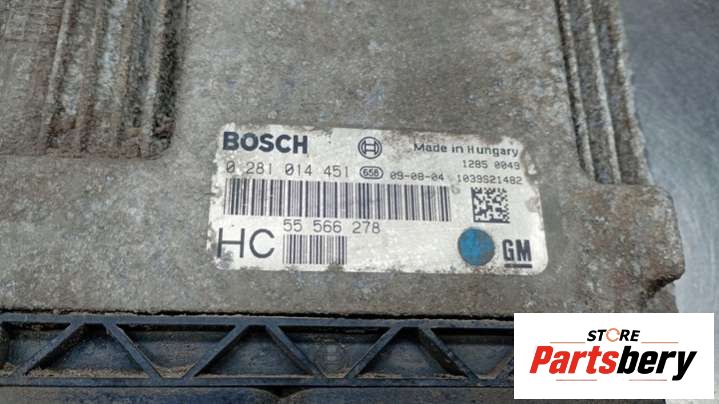 BOSCH
Made in Hungary
1285 0049
0 281 014 451 658 09-08-04 1039S21482
55 566 278
HC
GM
STORE
Partsbery